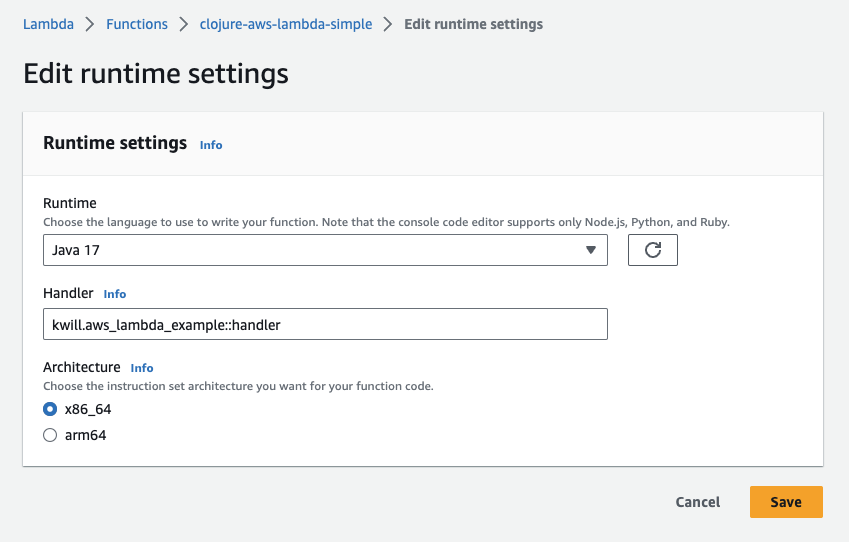 Lambda > Functions > clojure-aws-lambda-simple > Edit runtime settings
Edit runtime settings
Runtime settings Info
Runtime
Choose the language to use to write your function. Note that the console code editor supports only Node.js, Python, and Ruby.
Java 17
Handler Info
kwill.aws_lambda_example::handler
Architecture Info
Choose the instruction set architecture you want for your function code.
x86_64
arm64
Cancel Save